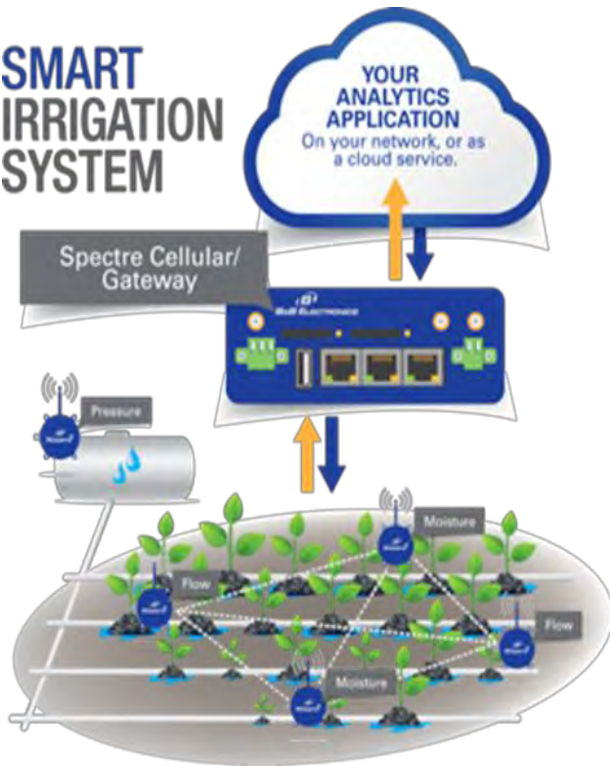 SMART
IRRIGATION
SYSTEM
YOUR
ANALYTICS
APPLICATION
On your network, or as
a cloud service.
Spectre Cellular/
Gateway
B+B ELECTRONICS
Pressure
Moisture
Flow
Flow
Moisture